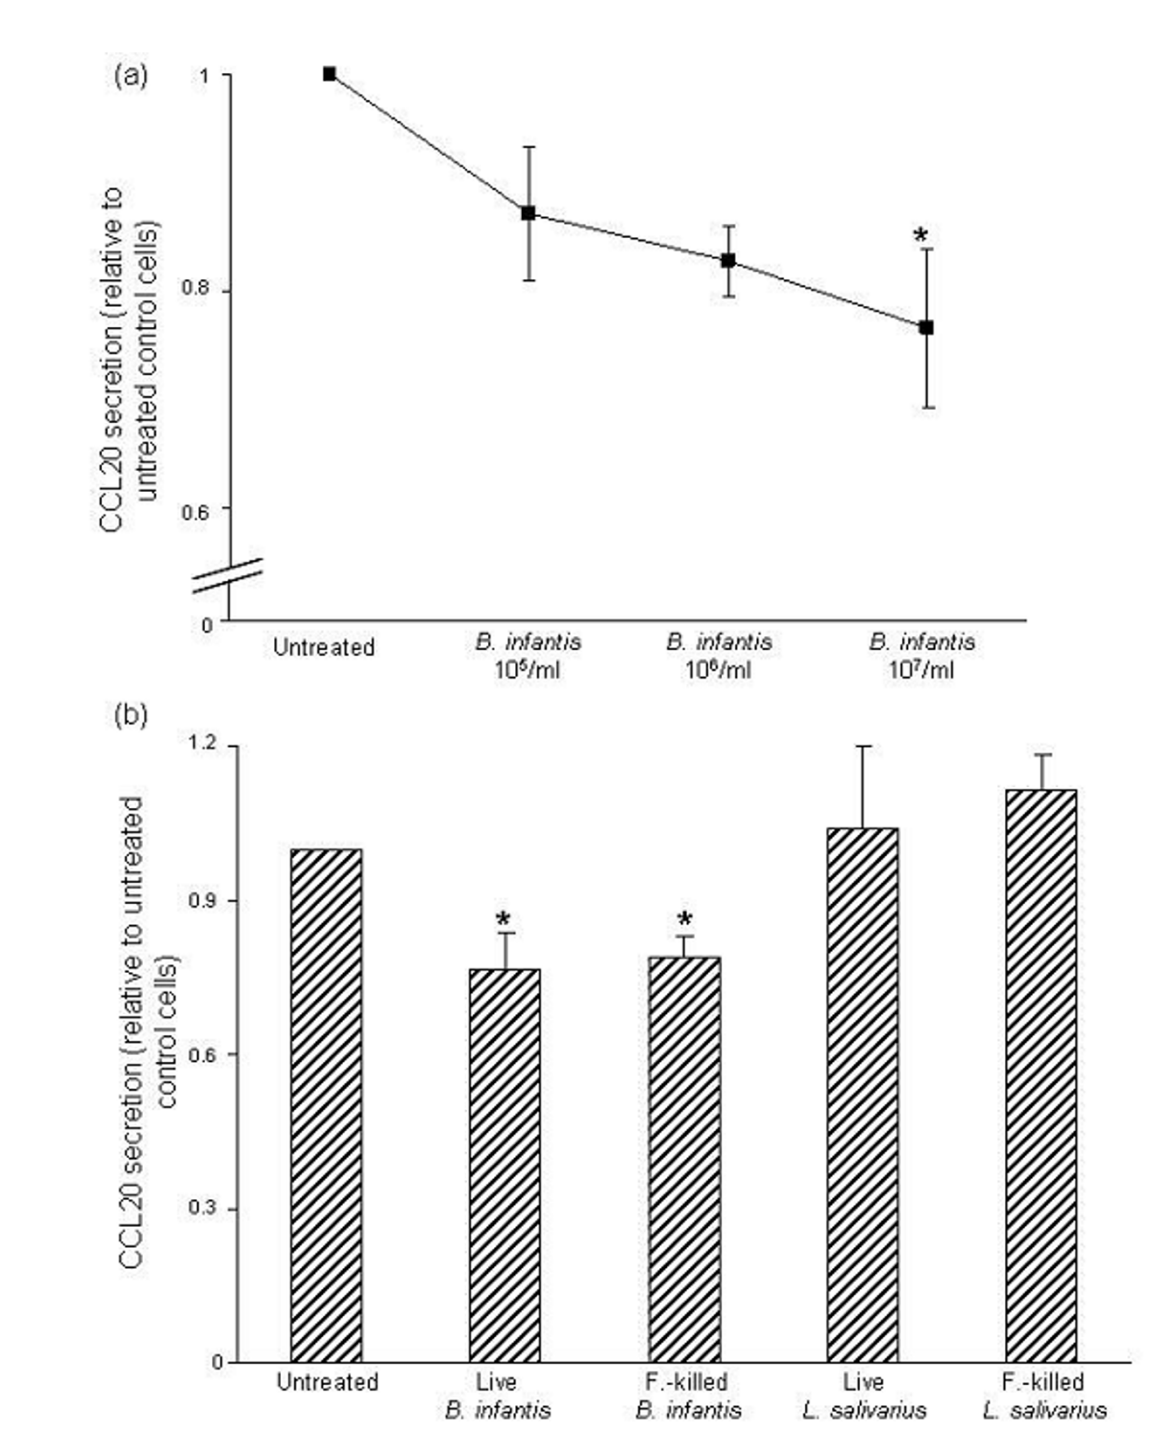 (a)
CCL20 secretion (relative to
untreated control cells)
1
0.8
0.6
0
*
Untreated
B. infantis
10⁵/ml
B. infantis
10⁶/ml
B. infantis
10⁷/ml
(b)
CCL20 secretion (relative to untreated
control cells)
1.2
0.9
0.6
0.3
0
*
*
Untreated
Live
B. infantis
F.-killed
B. infantis
Live
L. salivarius
F.-killed
L. salivarius